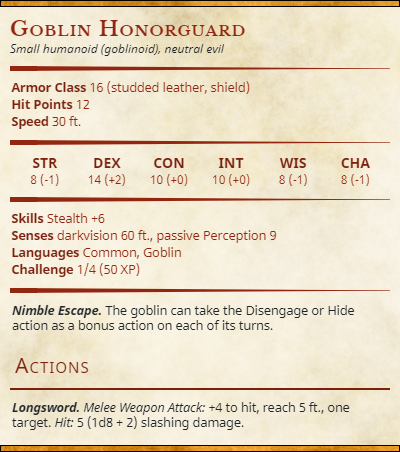 Goblin Honorguard
Small humanoid (goblinoid), neutral evil
Armor Class 16 (studded leather, shield)
Hit Points 12
Speed 30 ft.
STR DEX CON INT WIS CHA
8 (-1) 14 (+2) 10 (+0) 10 (+0) 8 (-1) 8 (-1)
Skills Stealth +6
Senses darkvision 60 ft., passive Perception 9
Languages Common, Goblin
Challenge 1/4 (50 XP)
Nimble Escape. The goblin can take the Disengage or Hide
action as a bonus action on each of its turns.
Actions
Longsword. Melee Weapon Attack: +4 to hit, reach 5 ft., one
target. Hit: 5 (1d8 + 2) slashing damage.